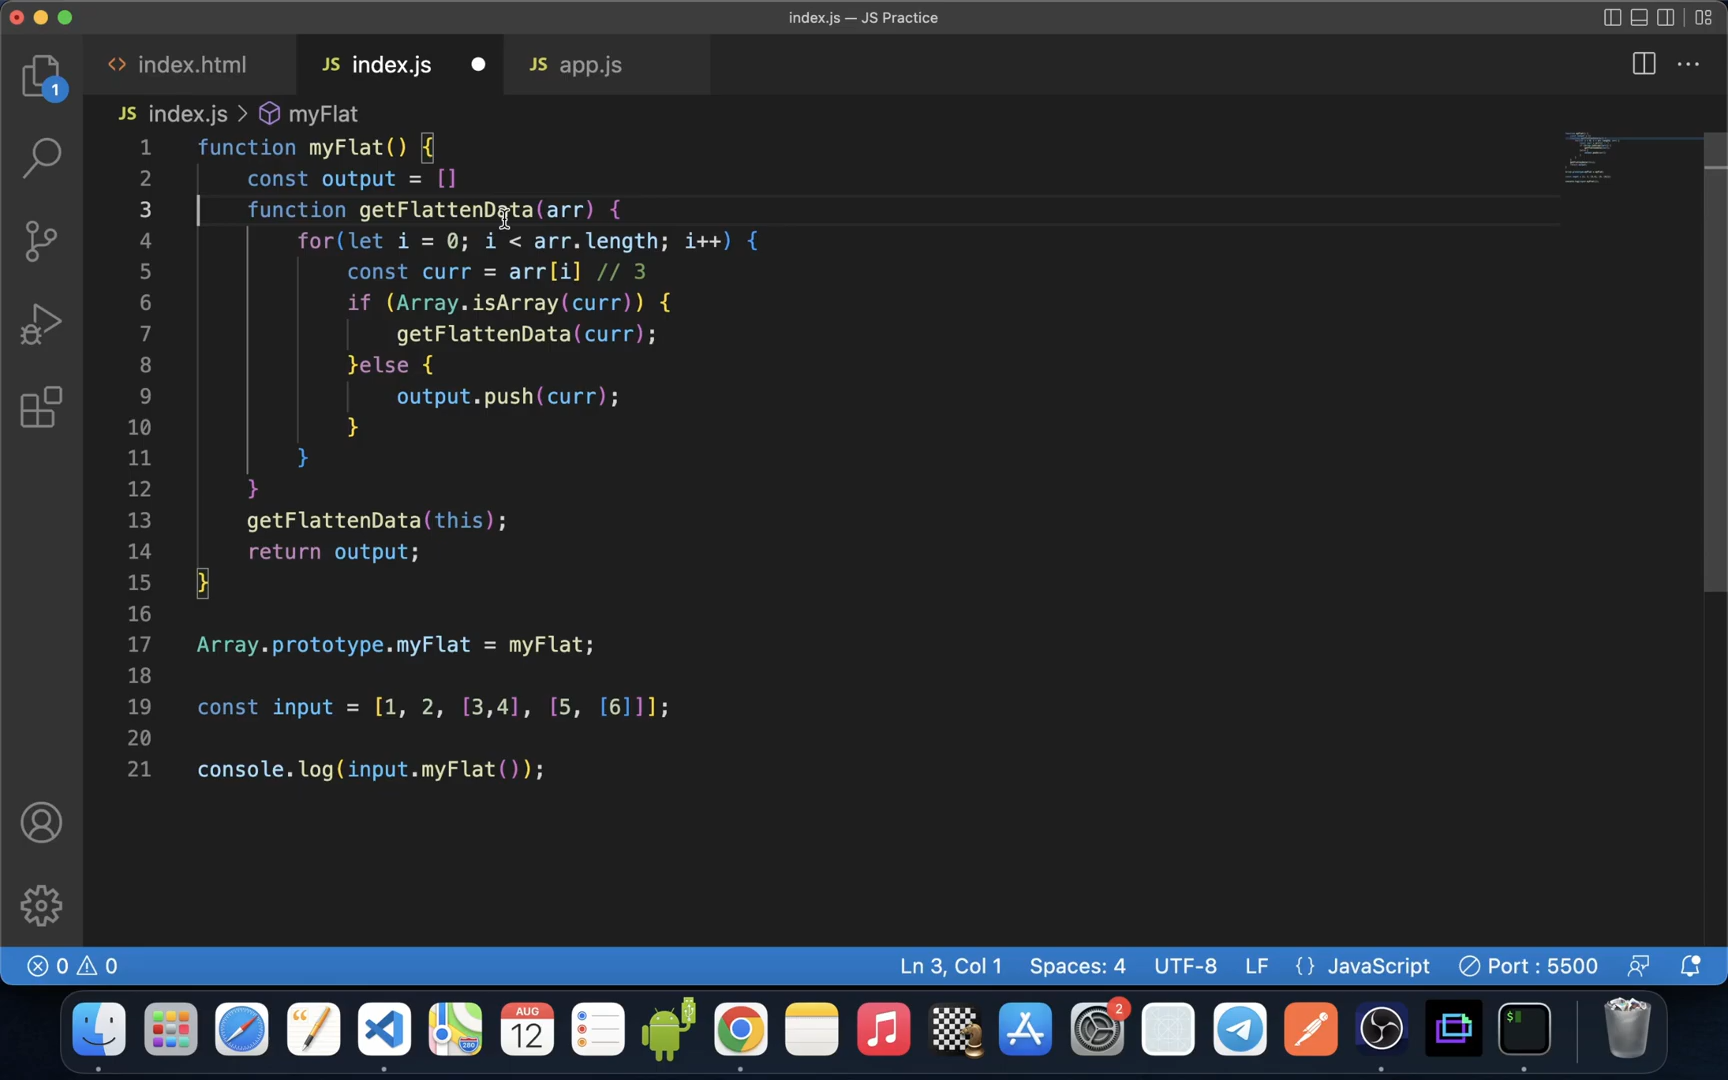 index.js — JS Practice
<> index.html JS index.js JS app.js
1
JS index.js > myFlat
1 function myFlat() {
2 const output = []
3 function getFlattenData(arr) {
4 for(let i = 0; i < arr.length; i++) {
5 const curr = arr[i] // 3
6 if (Array.isArray(curr)) {
7 getFlattenData(curr);
8 }else {
9 output.push(curr);
10 }
11 }
12 }
13 getFlattenData(this);
14 return output;
15 }
16
17 Array.prototype.myFlat = myFlat;
18
19 const input = [1, 2, [3,4], [5, [6]]];
20
21 console.log(input.myFlat());
0 0 Ln 3, Col 1 Spaces: 4 UTF-8 LF {} JavaScript Port : 5500
AUG
12
280
2
$